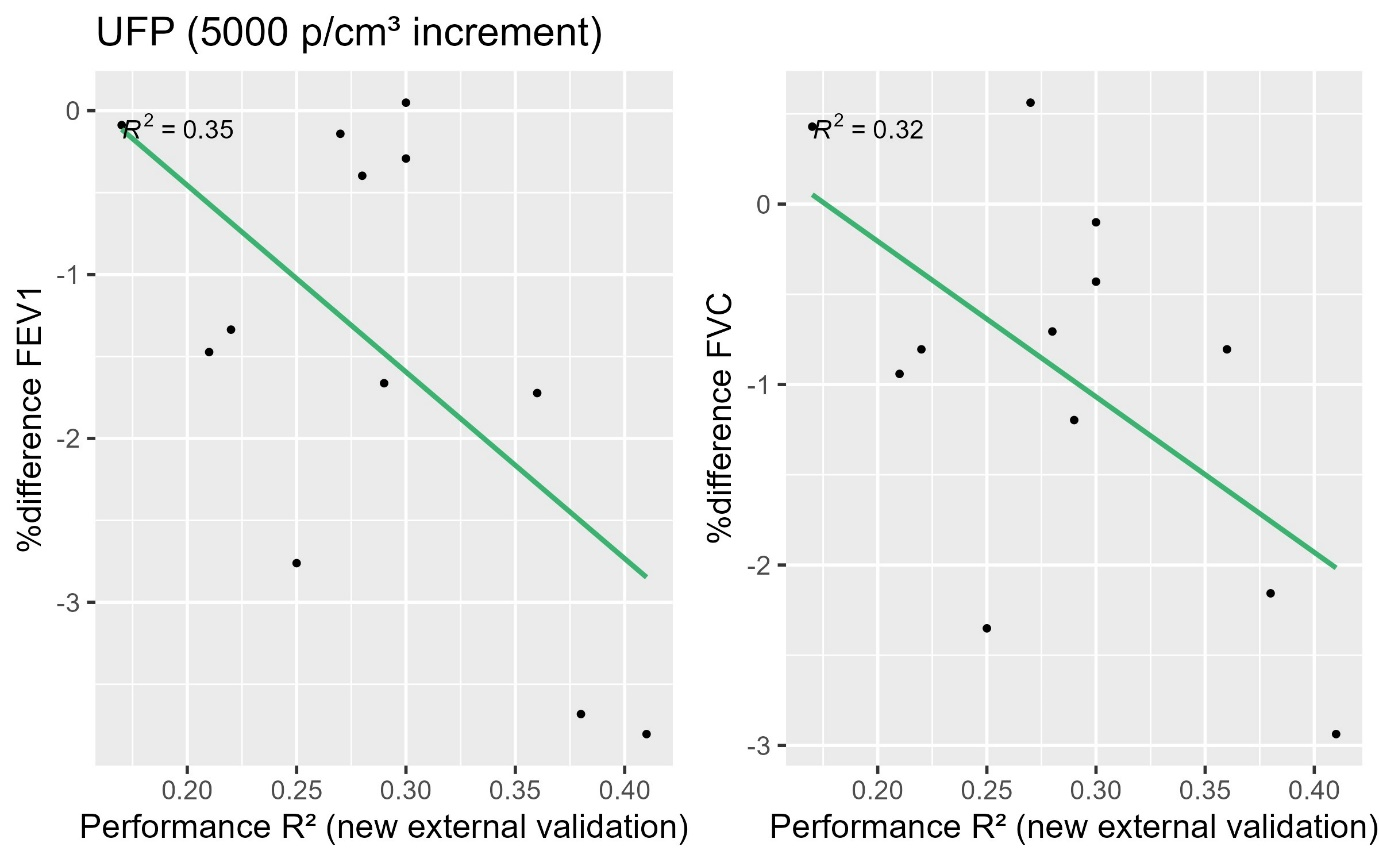 UFP (5000 p/cm³ increment)
%difference FEV1
0
-1
-2
-3
R² = 0.35
0.20 0.25 0.30 0.35 0.40
Performance R² (new external validation)
%difference FVC
0
-1
-2
-3
R² = 0.32
0.20 0.25 0.30 0.35 0.40
Performance R² (new external validation)